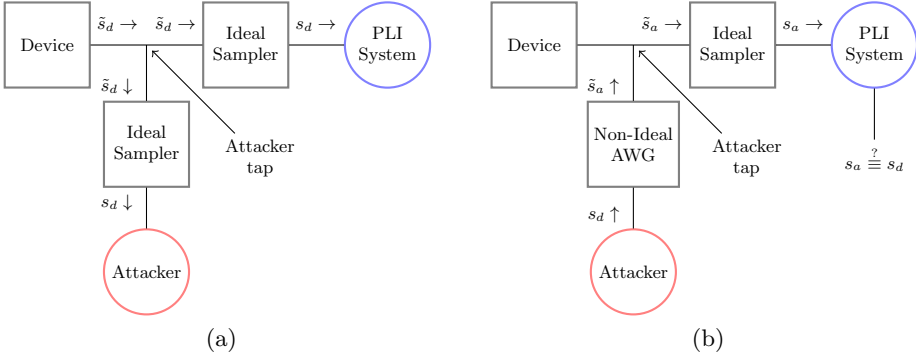 s̃_d → s̃_d → s_d →
Device
Ideal
Sampler
PLI
System
s̃_d ↓
Ideal
Sampler
Attacker
tap
s_d ↓
Attacker
(a)
s̃_a → s_a →
Device
Ideal
Sampler
PLI
System
s̃_a ↑
Non-Ideal
AWG
Attacker
tap
s_a ≟ s_d
s_d ↑
Attacker
(b)